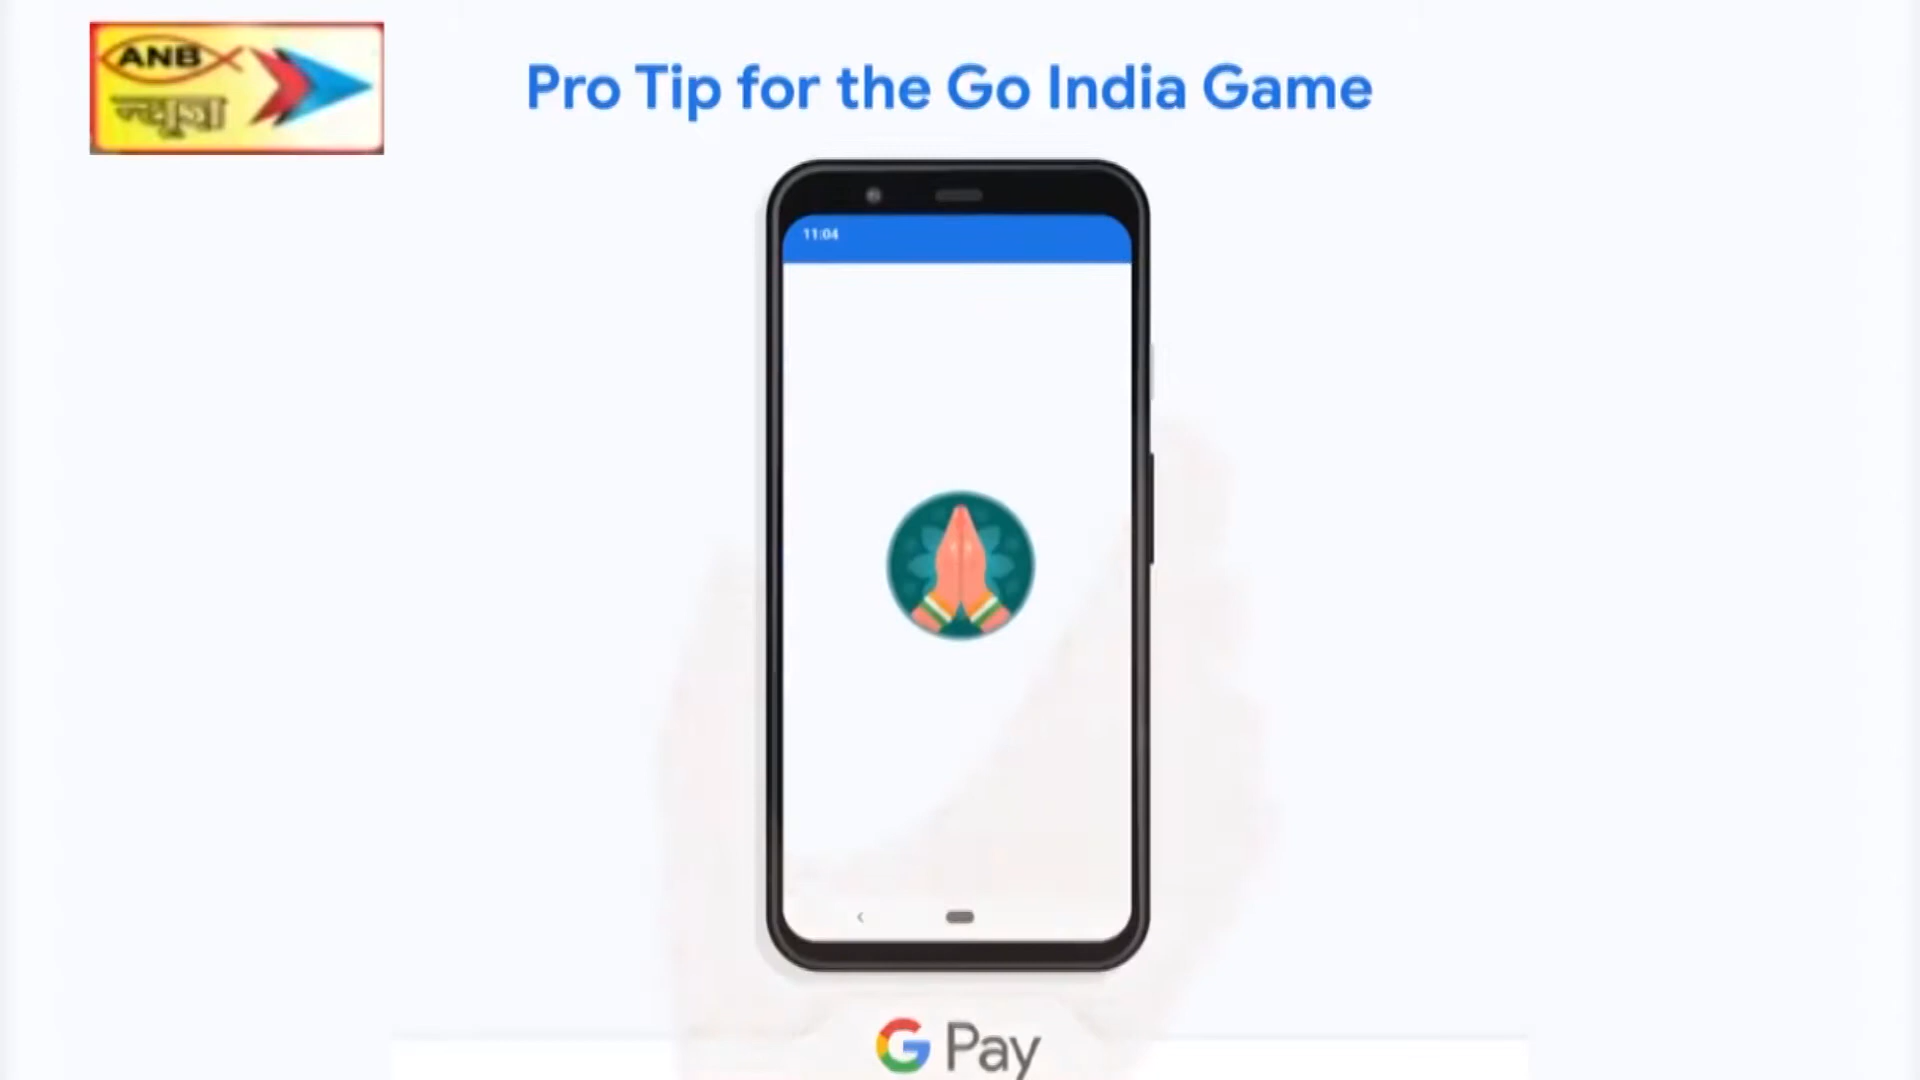 ANB
न्यूज़
Pro Tip for the Go India Game
11:04
G Pay